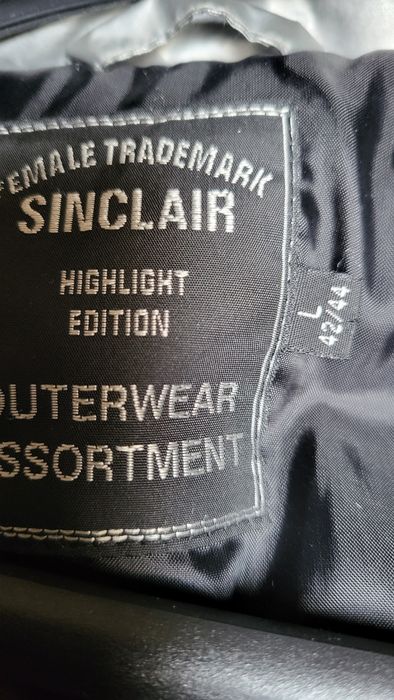 FEMALE TRADEMARK
SINCLAIR
HIGHLIGHT
EDITION
OUTERWEAR
ASSORTMENT
L
42/44